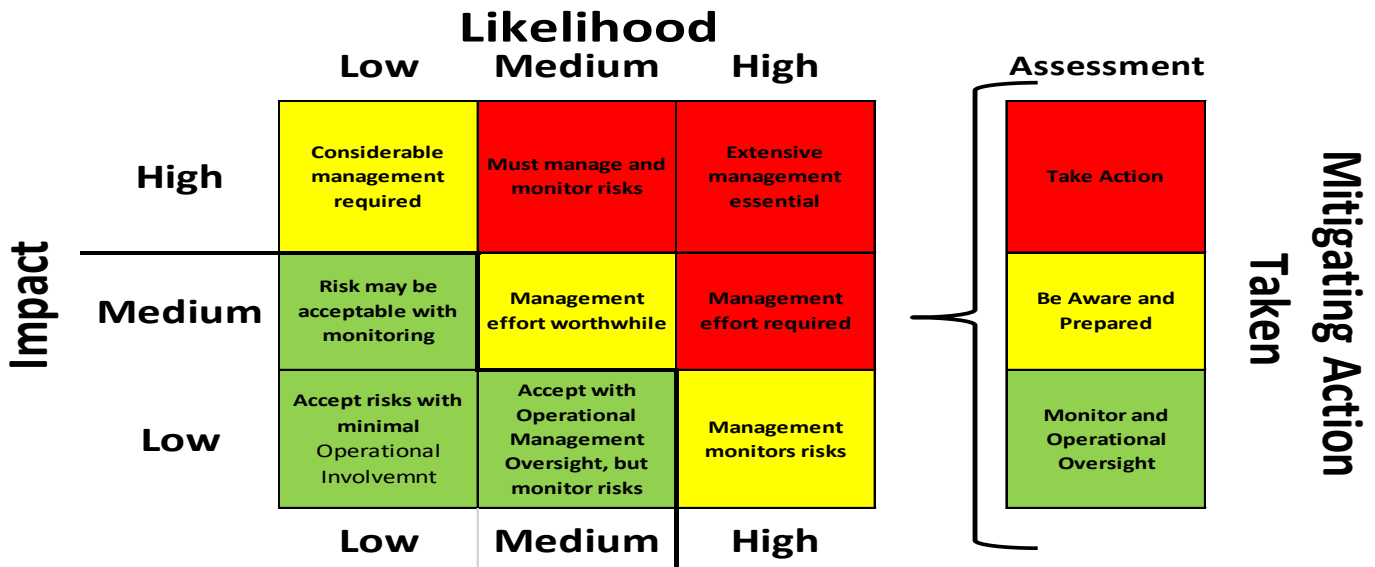 Likelihood
Low Medium High
Assessment
High
Considerable
management
required
Must manage and
monitor risks
Extensive
management
essential
Take Action
Impact
Medium
Risk may be
acceptable with
monitoring
Management
effort worthwhile
Management
effort required
Be Aware and
Prepared
Low
Accept risks with
minimal
Operational
Involvemnt
Accept with
Operational
Management
Oversight, but
monitor risks
Management
monitors risks
Monitor and
Operational
Oversight
Low Medium High
Mitigating Action
Taken